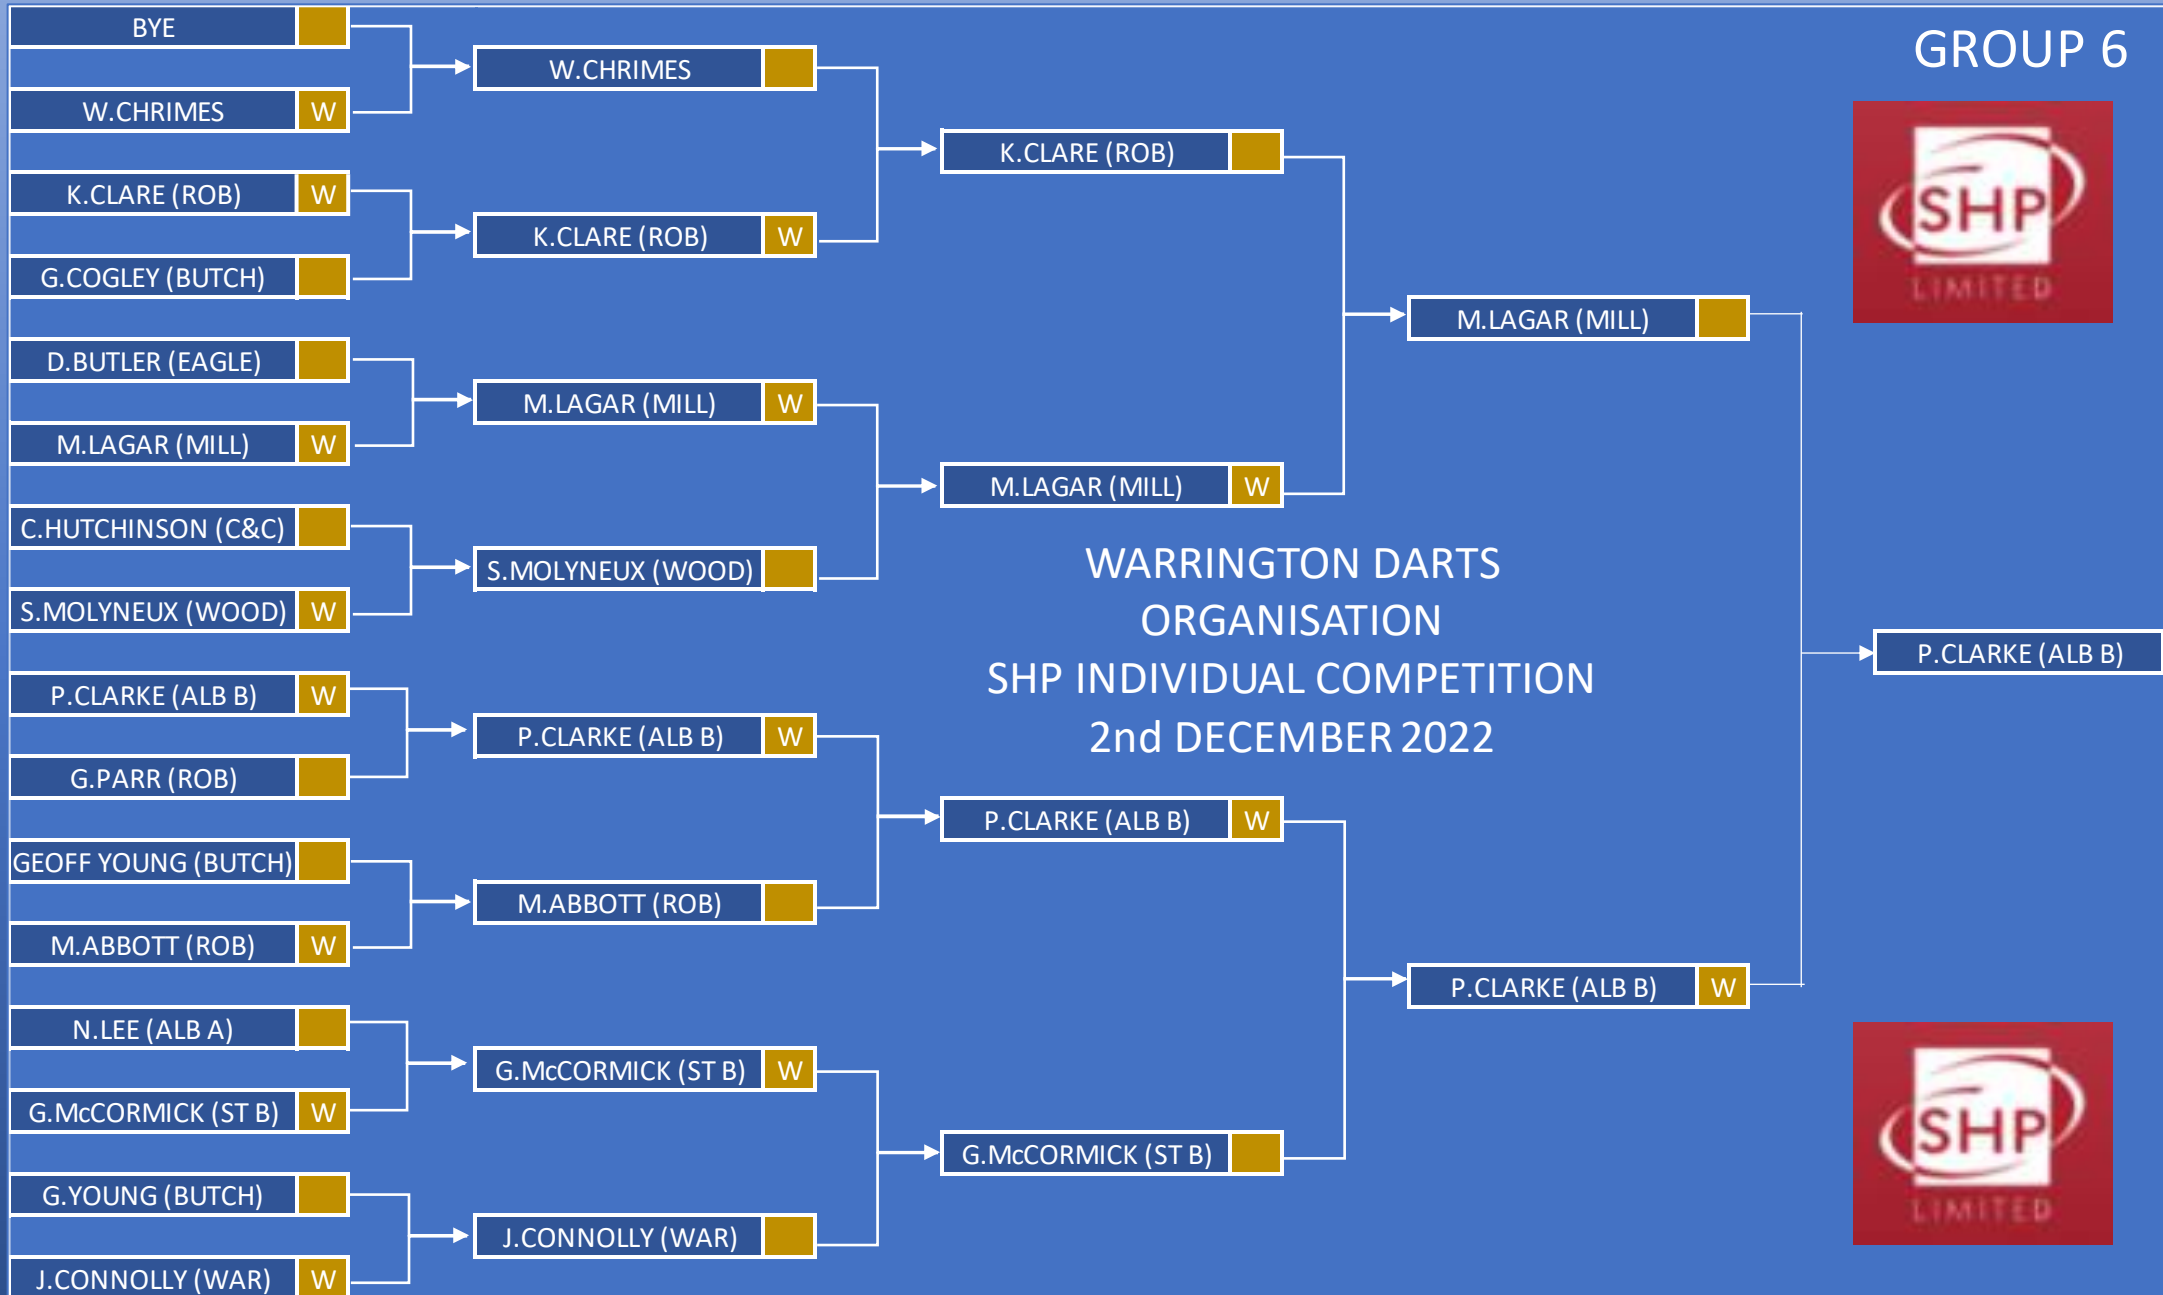 GROUP 6
BYE
W.CHRIMES W
K.CLARE (ROB) W
G.COGLEY (BUTCH)
D.BUTLER (EAGLE)
M.LAGAR (MILL) W
C.HUTCHINSON (C&C)
S.MOLYNEUX (WOOD) W
P.CLARKE (ALB B) W
G.PARR (ROB)
GEOFF YOUNG (BUTCH)
M.ABBOTT (ROB) W
N.LEE (ALB A)
G.McCORMICK (ST B) W
G.YOUNG (BUTCH)
J.CONNOLLY (WAR) W
W.CHRIMES
K.CLARE (ROB) W
M.LAGAR (MILL) W
S.MOLYNEUX (WOOD)
P.CLARKE (ALB B) W
M.ABBOTT (ROB)
G.McCORMICK (ST B) W
J.CONNOLLY (WAR)
K.CLARE (ROB)
M.LAGAR (MILL) W
P.CLARKE (ALB B) W
G.McCORMICK (ST B)
M.LAGAR (MILL)
P.CLARKE (ALB B) W
P.CLARKE (ALB B)
WARRINGTON DARTS
ORGANISATION
SHP INDIVIDUAL COMPETITION
2nd DECEMBER 2022
SHP
LIMITED
SHP
LIMITED